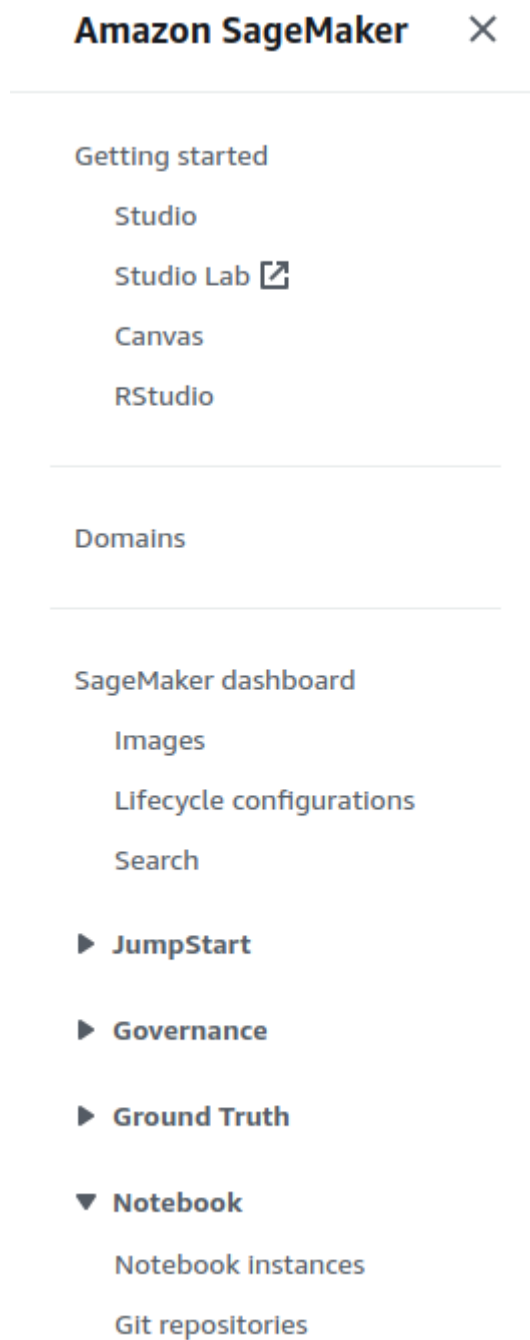 Amazon SageMaker
Getting started
Studio
Studio Lab
Canvas
RStudio
Domains
SageMaker dashboard
Images
Lifecycle configurations
Search
JumpStart
Governance
Ground Truth
Notebook
Notebook instances
Git repositories